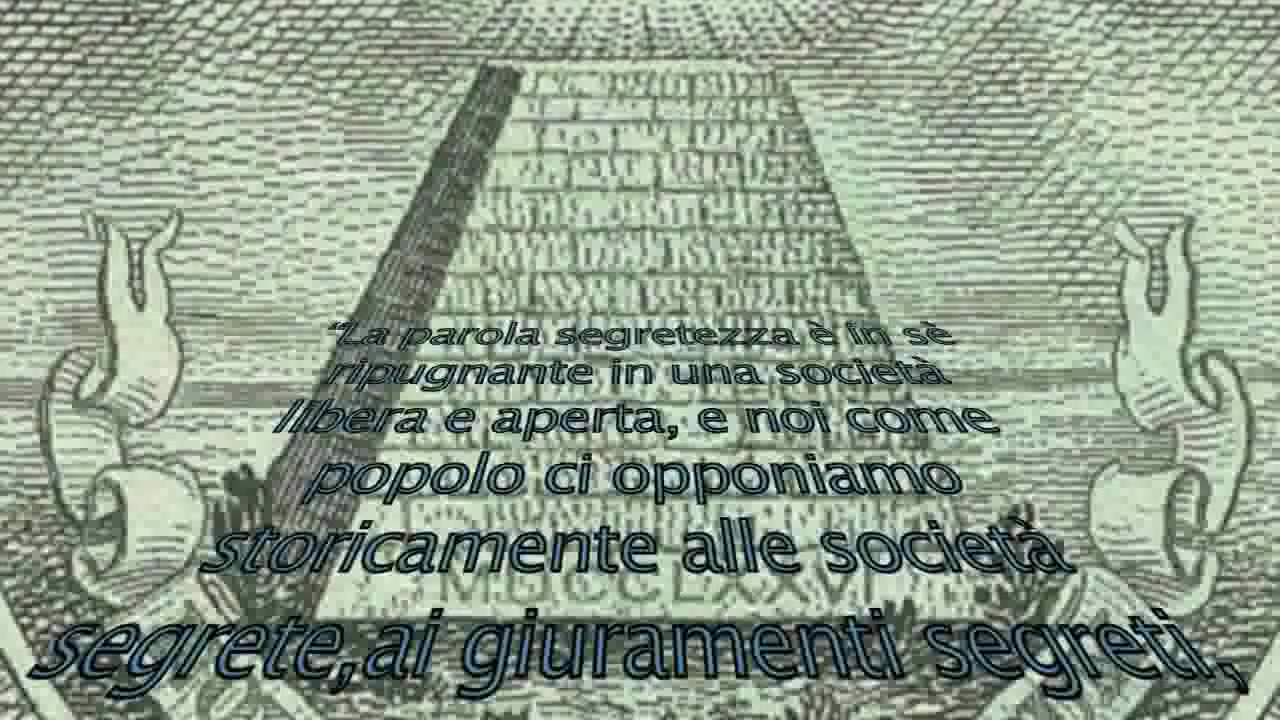 “La parola segretezza è in sè
ripugnante in una società
libera e aperta, e noi come
popolo ci opponiamo
storicamente alle società
MDCCLXXVI
segrete,ai giuramenti segreti,